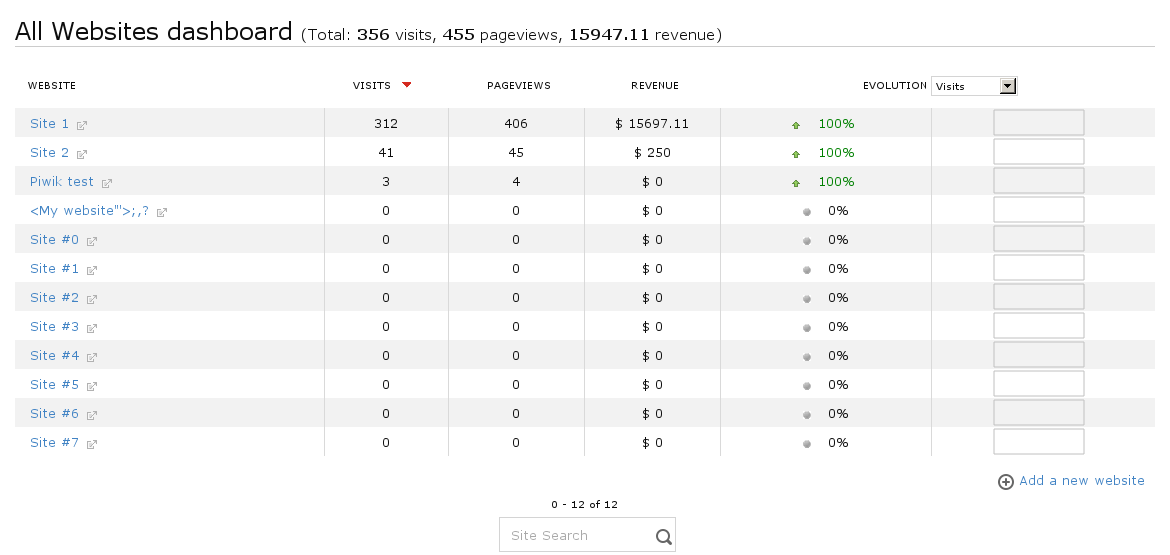 All Websites dashboard (Total: 356 visits, 455 pageviews, 15947.11 revenue)
WEBSITE VISITS PAGEVIEWS REVENUE EVOLUTION Visits
Site 1 312 406 $ 15697.11 100%
Site 2 41 45 $ 250 100%
Piwik test 3 4 $ 0 100%
<My website"'>;,? 0 0 $ 0 0%
Site #0 0 0 $ 0 0%
Site #1 0 0 $ 0 0%
Site #2 0 0 $ 0 0%
Site #3 0 0 $ 0 0%
Site #4 0 0 $ 0 0%
Site #5 0 0 $ 0 0%
Site #6 0 0 $ 0 0%
Site #7 0 0 $ 0 0%
Add a new website
0 - 12 of 12
Site Search